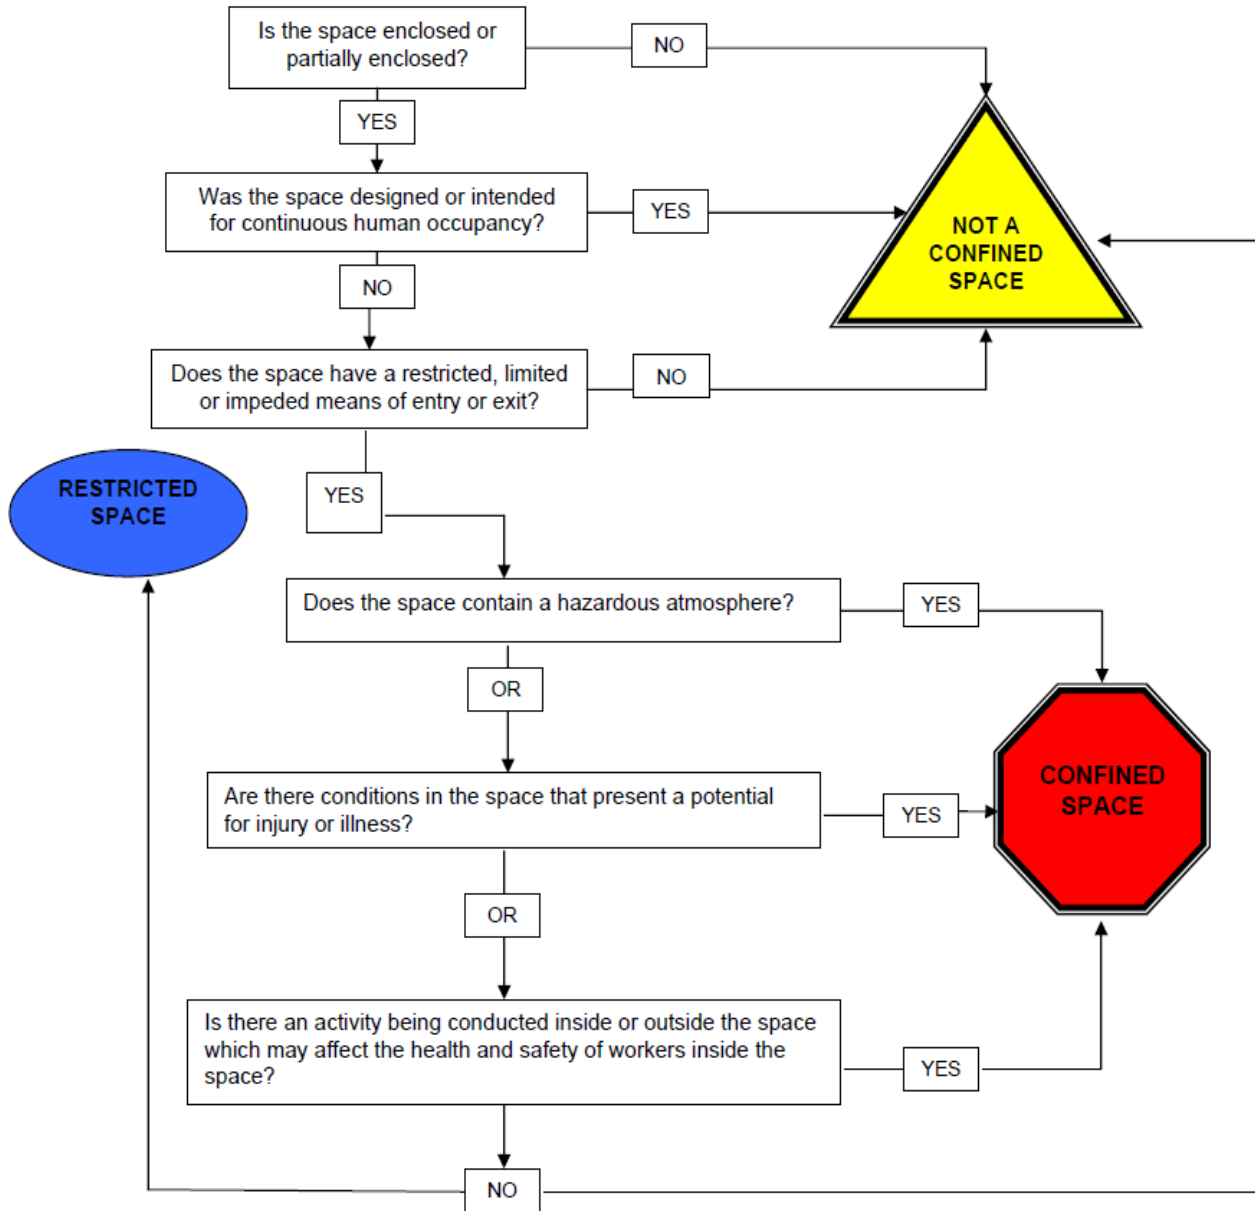 Is the space enclosed or
partially enclosed?
NO
YES
Was the space designed or intended
for continuous human occupancy?
YES
NOT A
CONFINED
SPACE
NO
Does the space have a restricted, limited
or impeded means of entry or exit?
NO
RESTRICTED
SPACE
YES
Does the space contain a hazardous atmosphere?
YES
OR
CONFINED
SPACE
Are there conditions in the space that present a potential
for injury or illness?
YES
OR
Is there an activity being conducted inside or outside the space
which may affect the health and safety of workers inside the
space?
YES
NO